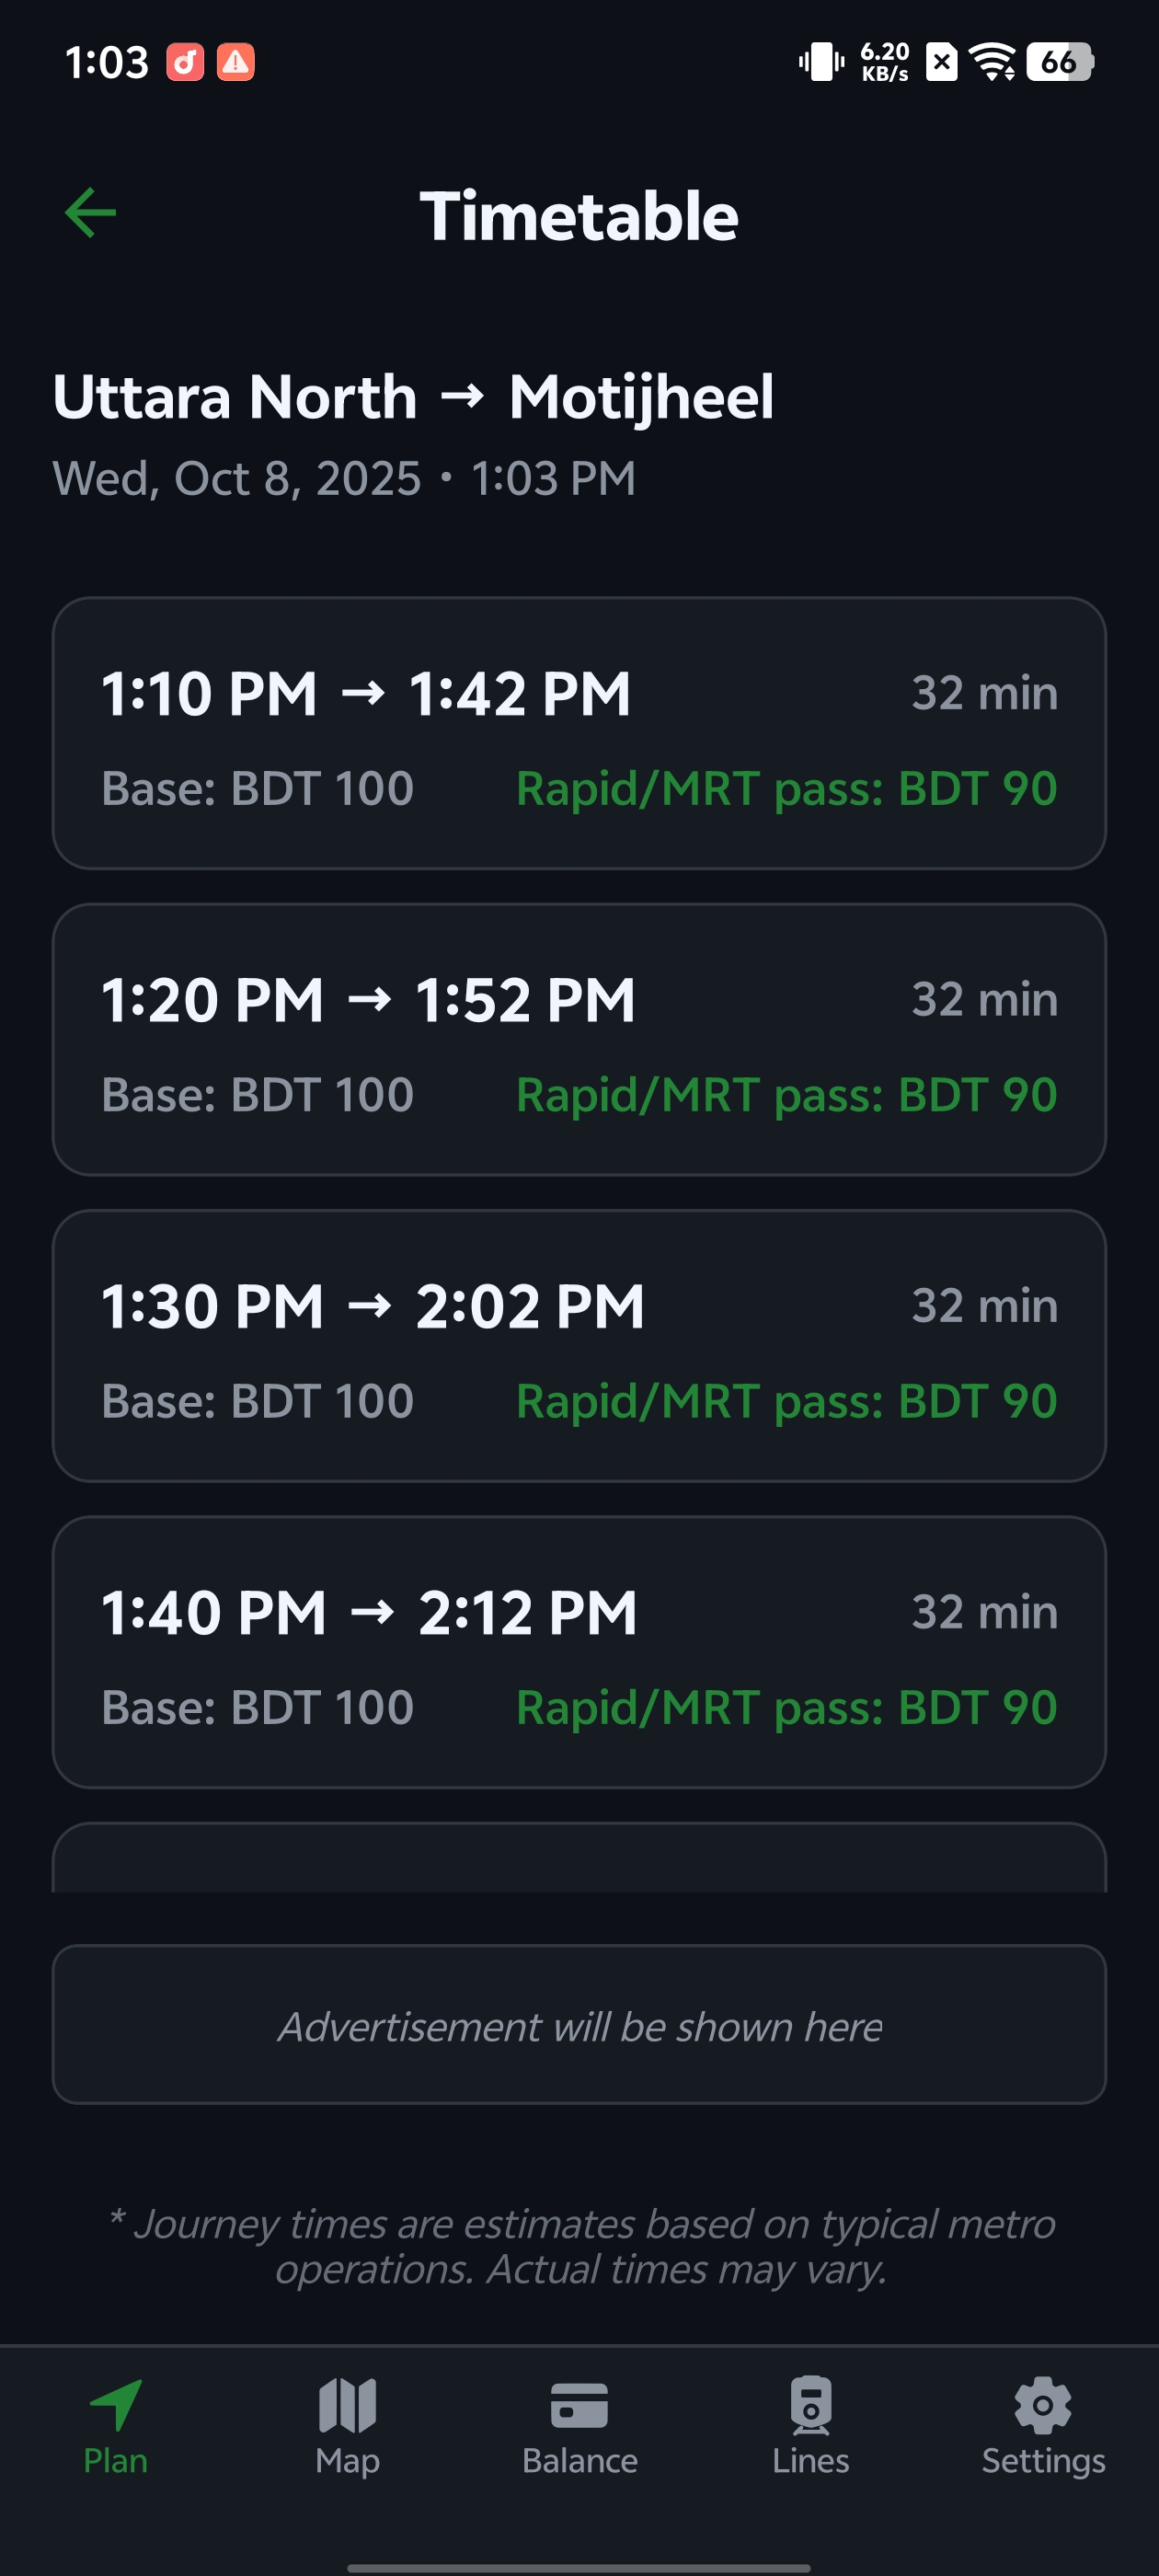 1:03
6.20
KB/s
66
Timetable
Uttara North → Motijheel
Wed, Oct 8, 2025 • 1:03 PM
1:10 PM → 1:42 PM 32 min
Base: BDT 100 Rapid/MRT pass: BDT 90
1:20 PM → 1:52 PM 32 min
Base: BDT 100 Rapid/MRT pass: BDT 90
1:30 PM → 2:02 PM 32 min
Base: BDT 100 Rapid/MRT pass: BDT 90
1:40 PM → 2:12 PM 32 min
Base: BDT 100 Rapid/MRT pass: BDT 90
Advertisement will be shown here
* Journey times are estimates based on typical metro
operations. Actual times may vary.
Plan Map Balance Lines Settings